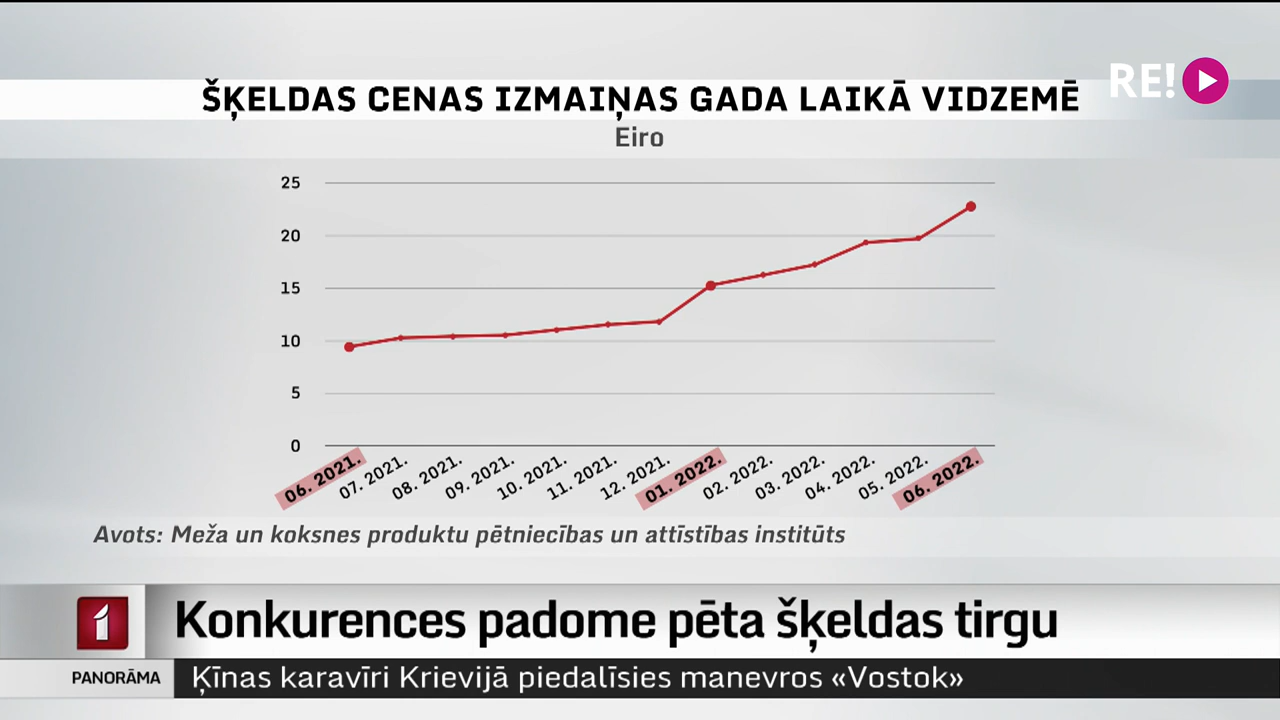 RE!
ŠĶELDAS CENAS IZMAIŅAS GADA LAIKĀ VIDZEMĒ
Eiro
25
20
15
10
5
0
06. 2021.
07. 2021.
08. 2021.
09. 2021.
10. 2021.
11. 2021.
12. 2021.
01. 2022.
02. 2022.
03. 2022.
04. 2022.
05. 2022.
06. 2022.
Avots: Meža un koksnes produktu pētniecības un attīstības institūts
1
Konkurences padome pēta šķeldas tirgu
PANORĀMA
Ķīnas karavīri Krievijā piedalīsies manevros «Vostok»